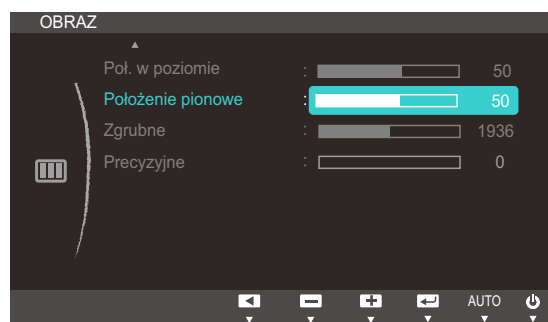 OBRAZ
Poł. w poziomie : 50
Położenie pionowe : 50
Zgrubne : 1936
Precyzyjne : 0
AUTO